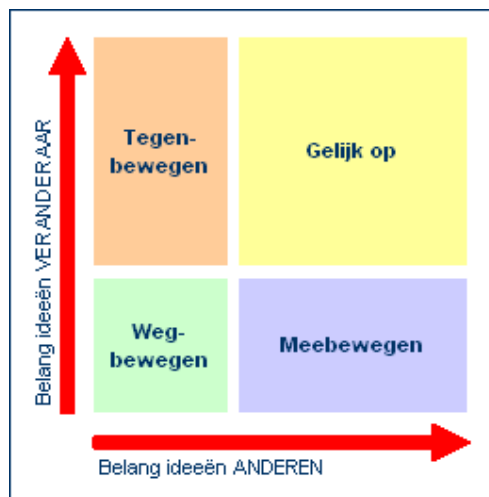 Belang ideeën VERANDERAAR
Tegen-
bewegen
Gelijk op
Weg-
bewegen
Meebewegen
Belang ideeën ANDEREN